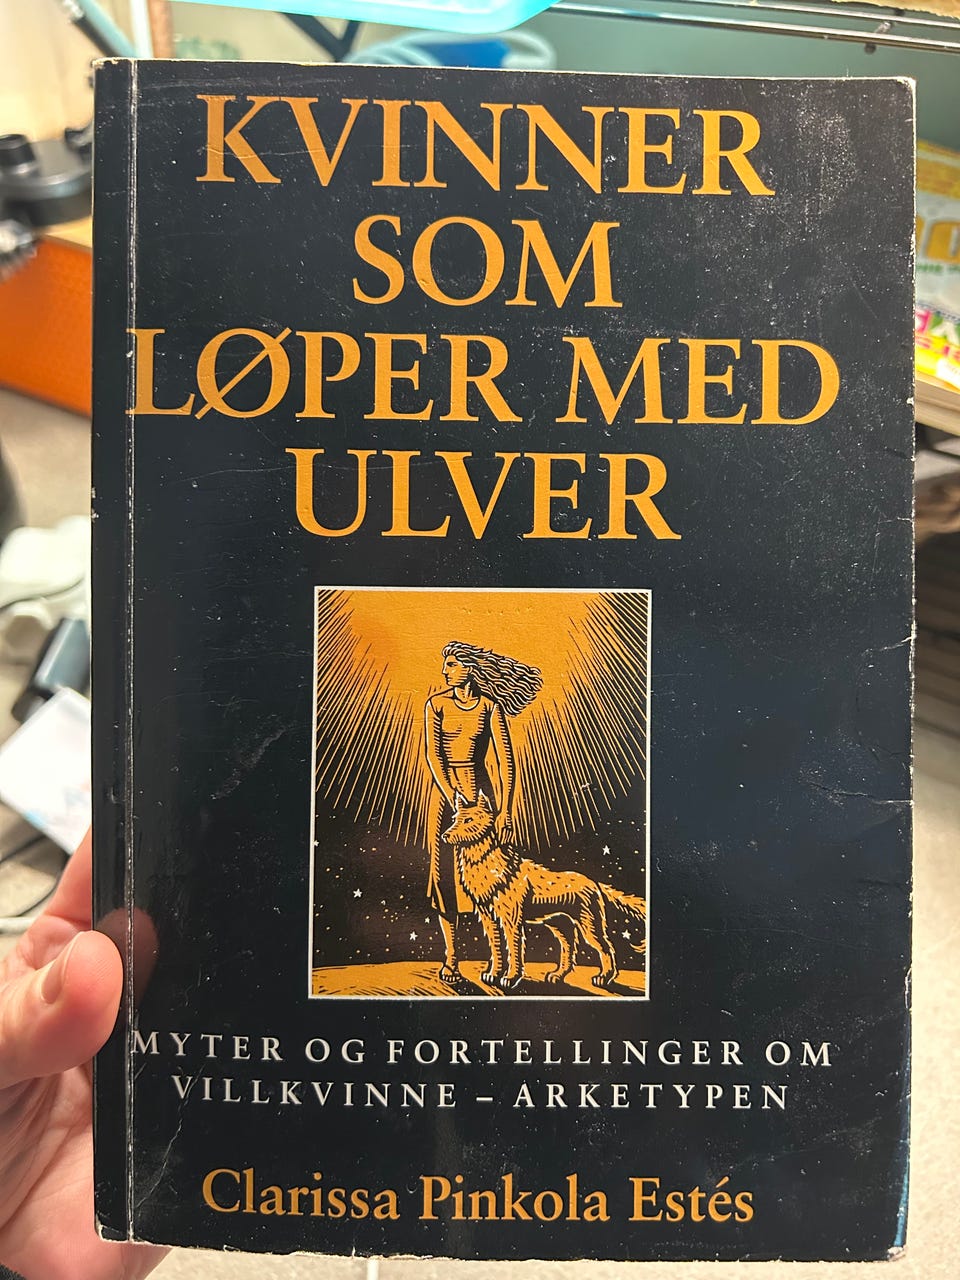 KVINNER
SOM
LØPER MED
ULVER
MYTER OG FORTELLINGER OM
VILLKVINNE – ARKETYPEN
Clarissa Pinkola Estés